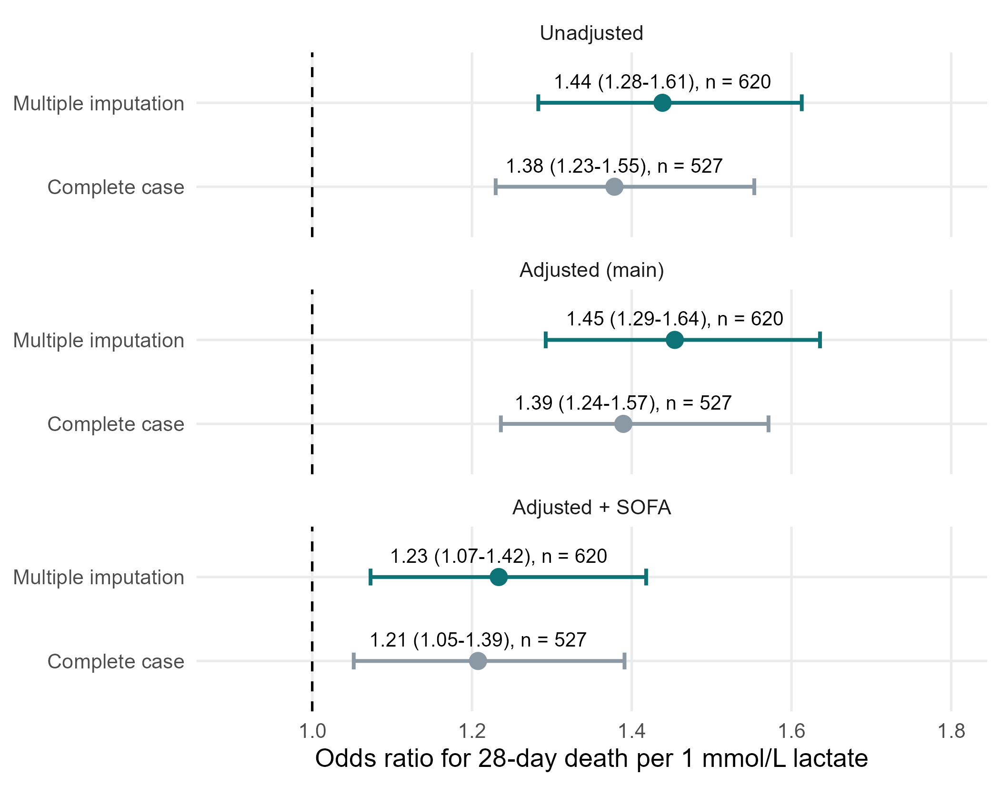 Unadjusted
1.44 (1.28-1.61), n = 620
Multiple imputation
1.38 (1.23-1.55), n = 527
Complete case
Adjusted (main)
1.45 (1.29-1.64), n = 620
Multiple imputation
1.39 (1.24-1.57), n = 527
Complete case
Adjusted + SOFA
1.23 (1.07-1.42), n = 620
Multiple imputation
1.21 (1.05-1.39), n = 527
Complete case
1.0 1.2 1.4 1.6 1.8
Odds ratio for 28-day death per 1 mmol/L lactate